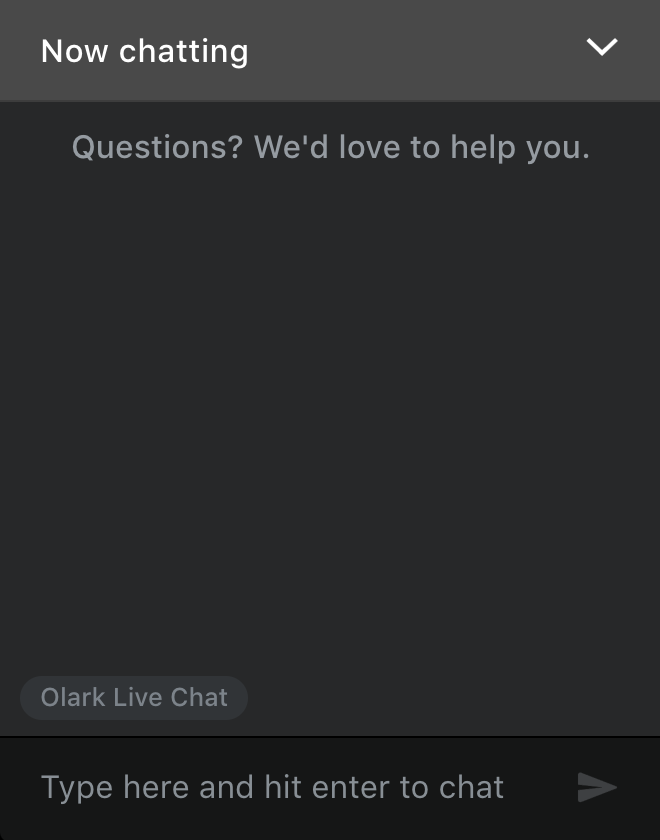 Now chatting
Questions? We'd love to help you.
Olark Live Chat
Type here and hit enter to chat